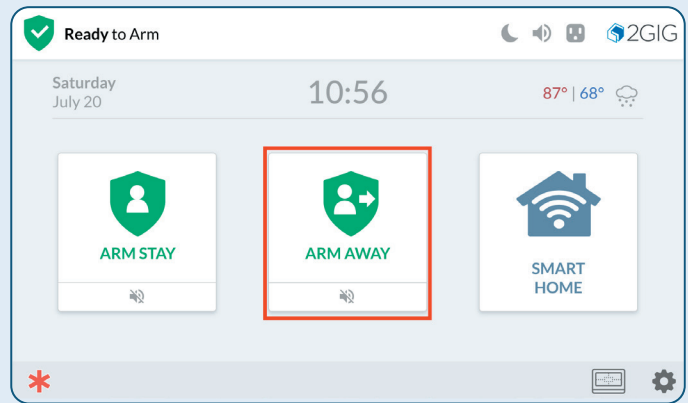 Ready to Arm
2GIG
Saturday
July 20
10:56
87° | 68°
ARM STAY
ARM AWAY
SMART
HOME